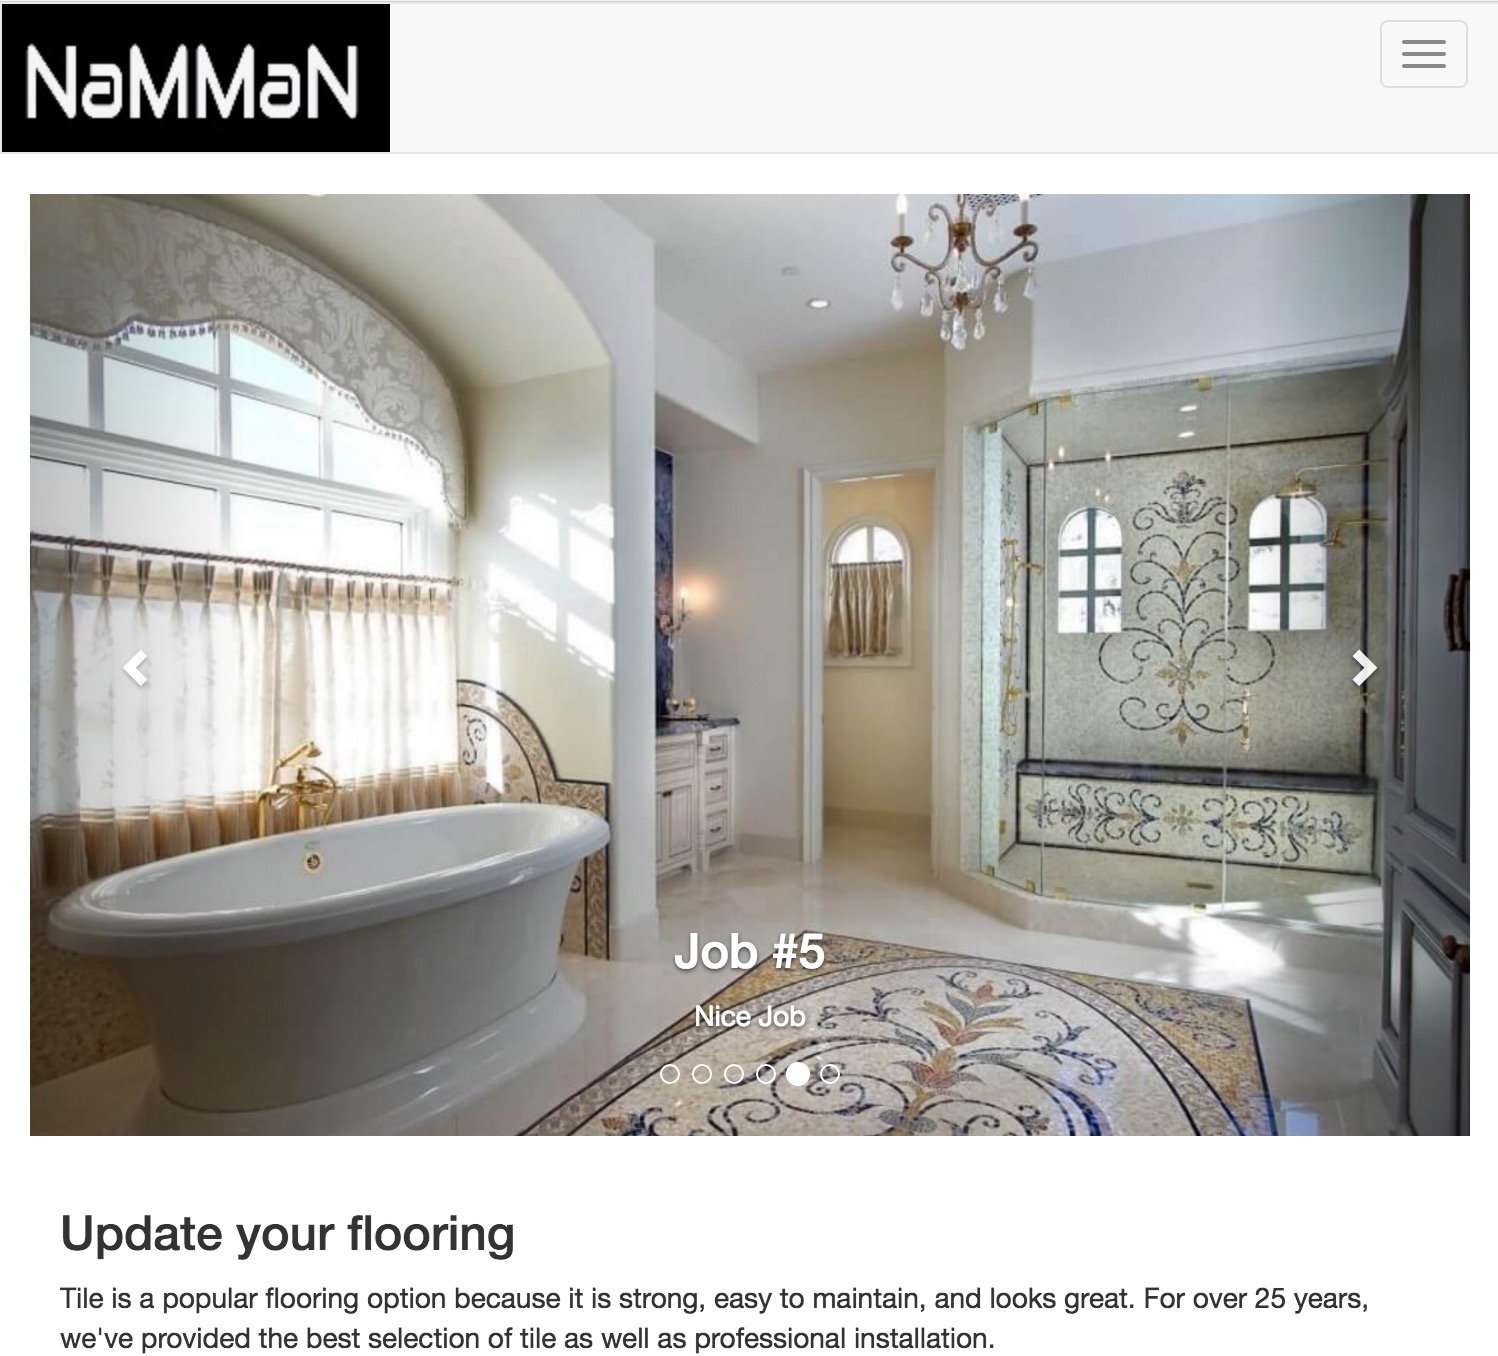 NaMMaN
Job #5
Nice Job
Update your flooring
Tile is a popular flooring option because it is strong, easy to maintain, and looks great. For over 25 years,
we've provided the best selection of tile as well as professional installation.